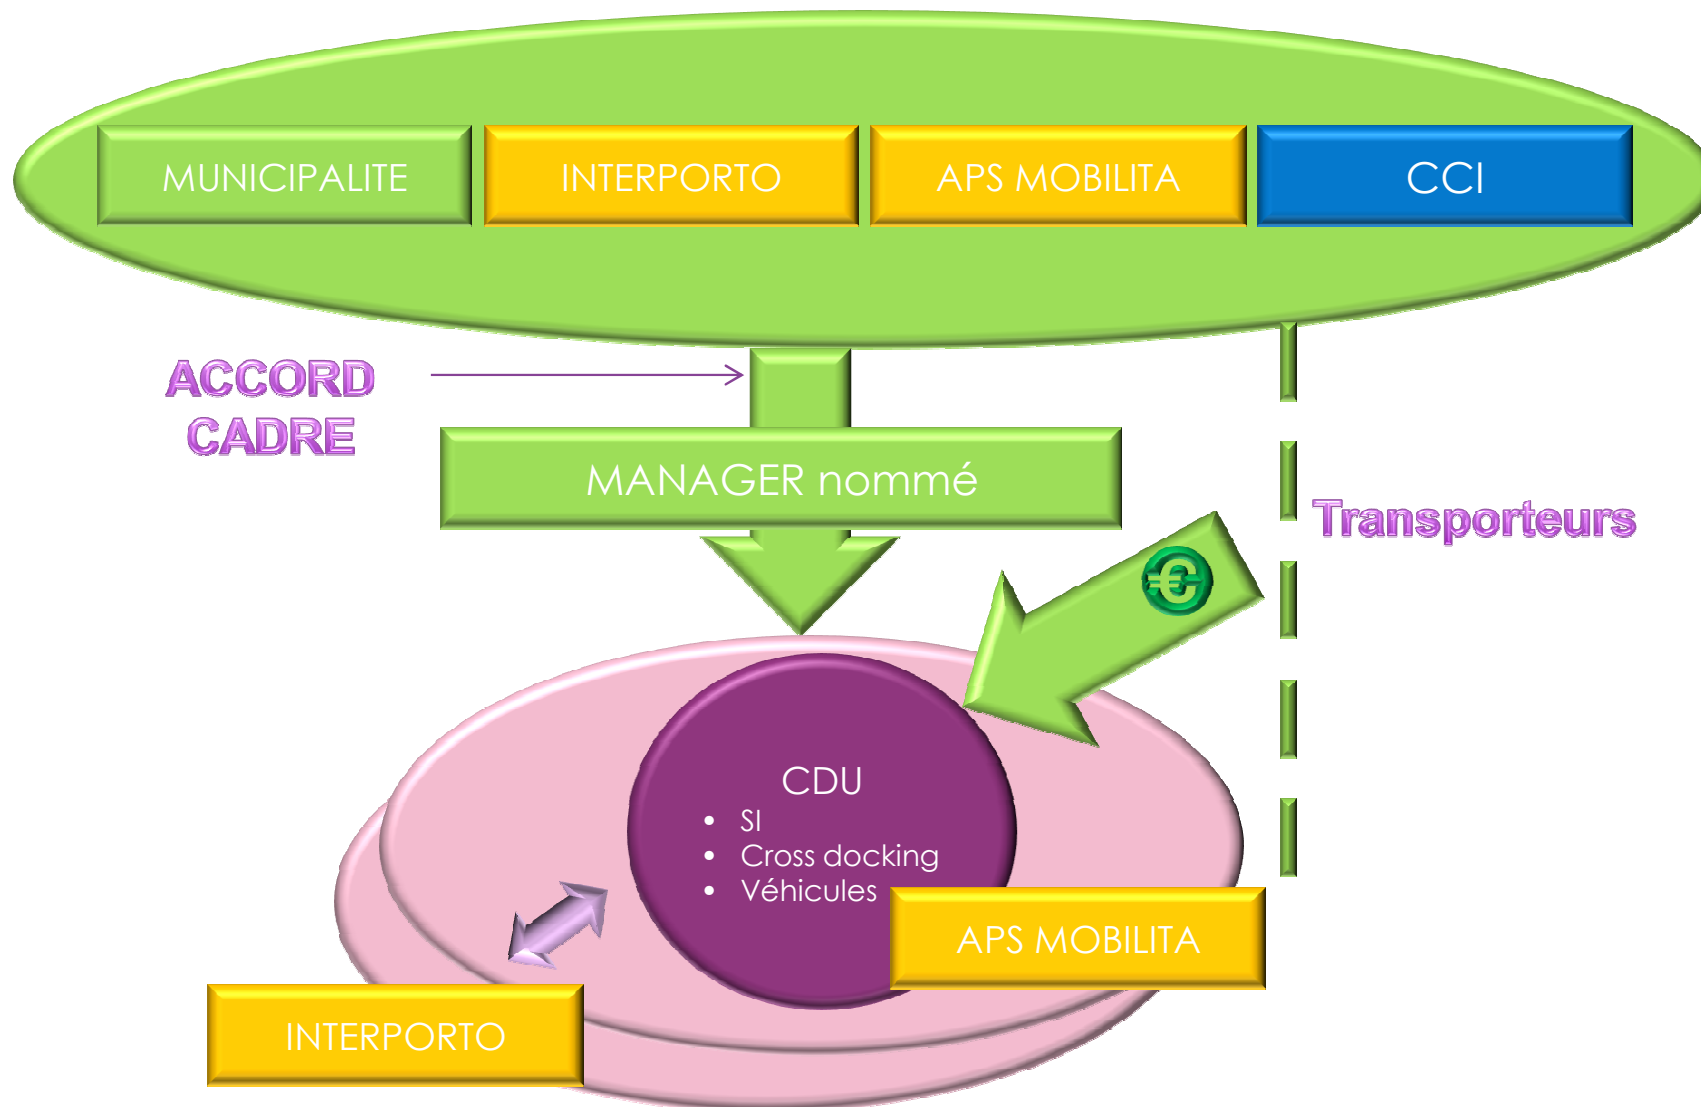 MUNICIPALITE
INTERPORTO
APS MOBILITA
CCI
ACCORD
CADRE
MANAGER nommé
Transporteurs
€
CDU
• SI
• Cross docking
• Véhicules
APS MOBILITA
INTERPORTO